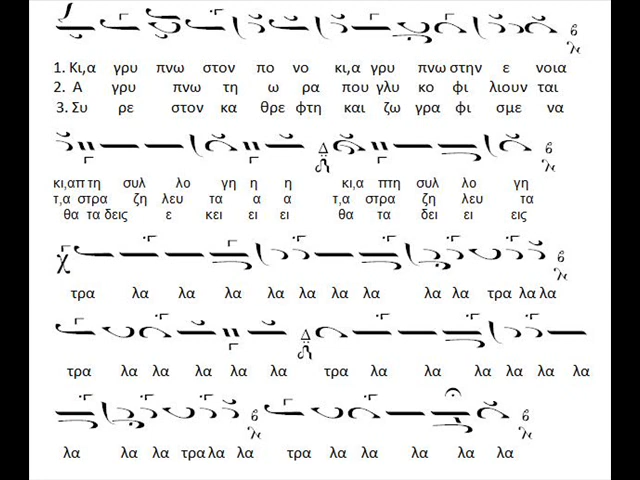 1. Κι,α γρυ πνω στον πο νο κι,α γρυ πνω στην ε νοια
2. Α γρυ πνω τη ω ρα που γλυ κο φι λιουν ται
3. Συ ρε στον κα θρε φτη και ζω γρα φι σμε να
κι,απ τη συλ λο γη η η κι,α πτη συλ λο γη
τ,α στρα ζη λευ τα α α τ,α στρα ζη λευ τα
θα τα δεις ε κει ει ει θα τα δει ει εις
τρα λα λα λα λα λα λα λα λα λα τρα λα λα
τρα λα λα λα λα τρα λα λα λα λα λα λα
λα λα λα τρα λα λα τρα λα λα λα λα λα